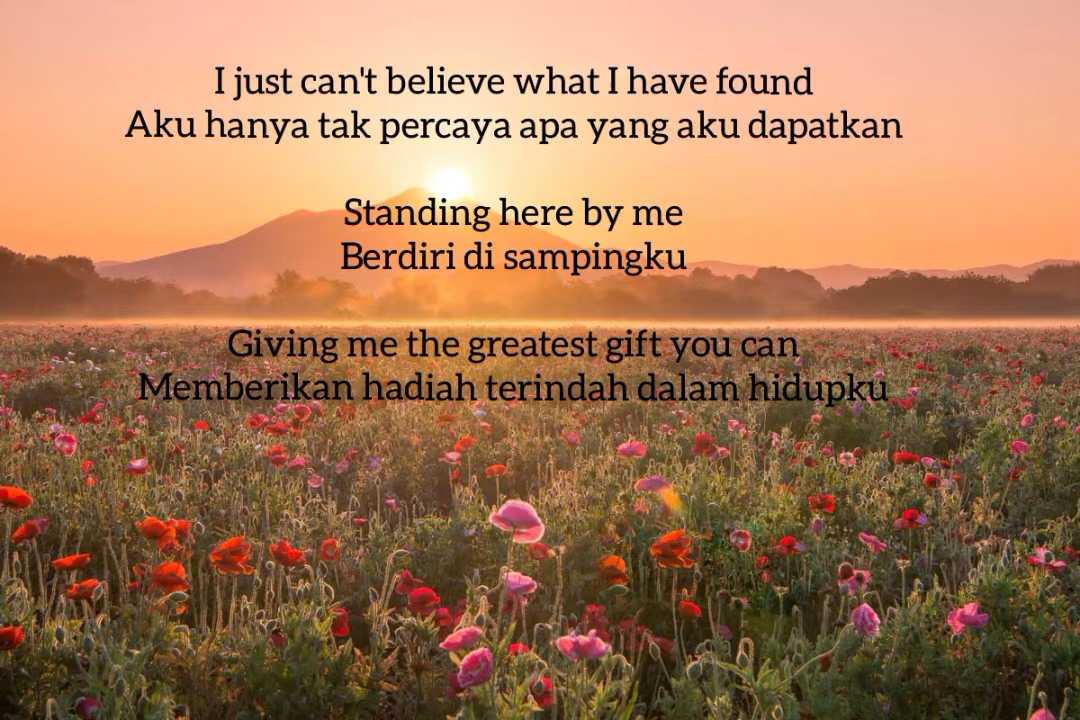 I just can't believe what I have found
Aku hanya tak percaya apa yang aku dapatkan
Standing here by me
Berdiri di sampingku
Giving me the greatest gift you can
Memberikan hadiah terindah dalam hidupku